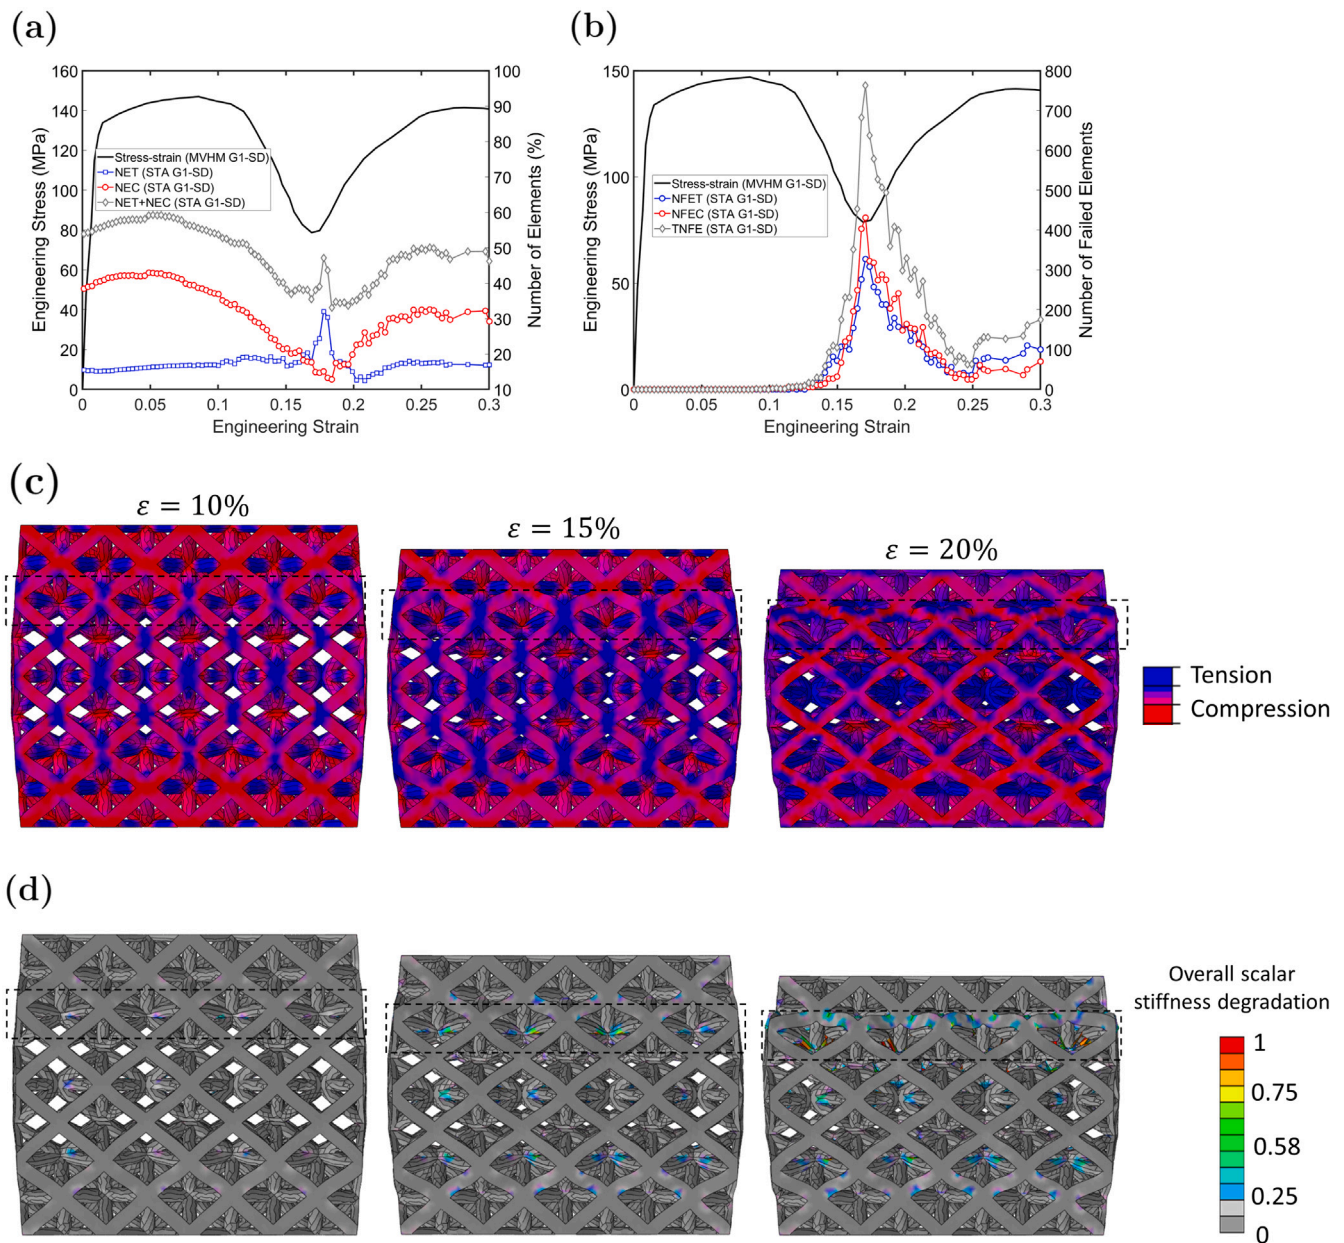 (a)
160
140
120
100
80
60
40
20
0
Engineering Stress (MPa)
100
90
80
70
60
50
40
30
20
10
Number of Elements (%)
Stress-strain (MVHM G1-SD)
NET (STA G1-SD)
NEC (STA G1-SD)
NET+NEC (STA G1-SD)
0 0.05 0.1 0.15 0.2 0.25 0.3
Engineering Strain
(b)
150
100
50
0
Engineering Stress (MPa)
800
700
600
500
400
300
200
100
0
Number of Failed Elements
Stress-strain (MVHM G1-SD)
NFET (STA G1-SD)
NFEC (STA G1-SD)
TNFE (STA G1-SD)
0 0.05 0.1 0.15 0.2 0.25 0.3
Engineering Strain
(c)
ε = 10%
ε = 15%
ε = 20%
Tension
Compression
(d)
Overall scalar
stiffness degradation
1
0.75
0.58
0.25
0